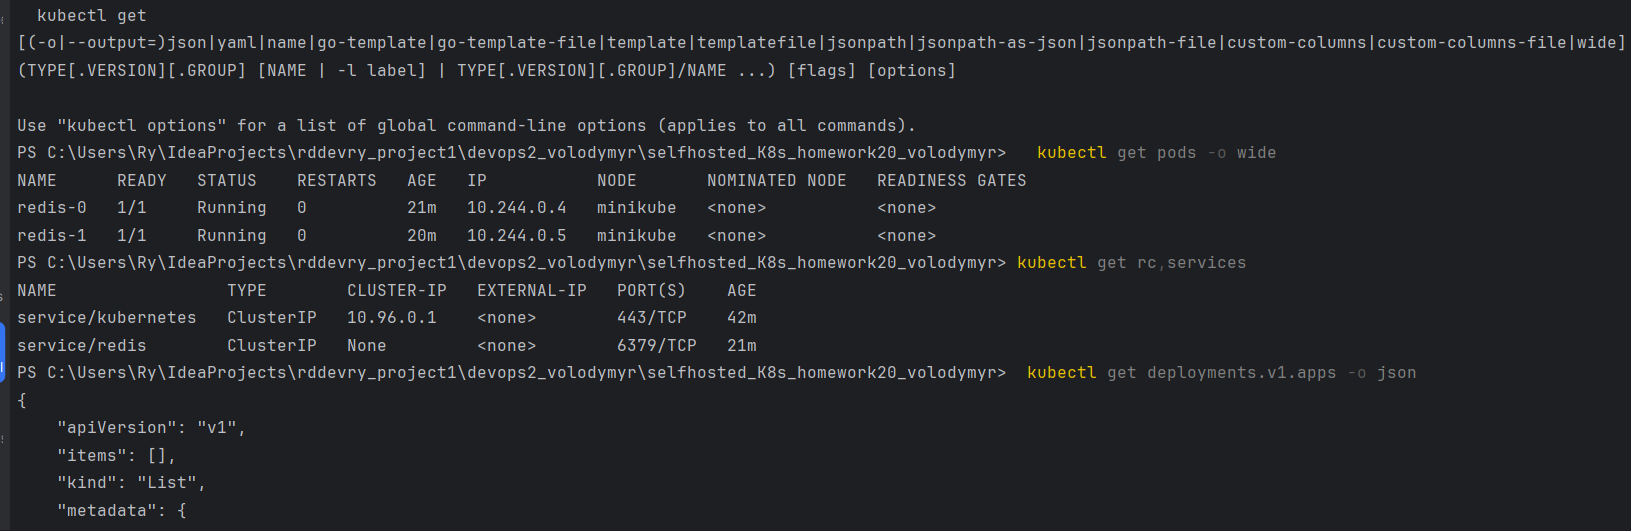 kubectl get
[(-o|--output=)json|yaml|name|go-template|go-template-file|template|templatefile|jsonpath|jsonpath-as-json|jsonpath-file|custom-columns|custom-columns-file|wide]
(TYPE[.VERSION][.GROUP] [NAME | -l label] | TYPE[.VERSION][.GROUP]/NAME ...) [flags] [options]
Use "kubectl options" for a list of global command-line options (applies to all commands).
PS C:\Users\Ry\IdeaProjects\rddevry_project1\devops2_volodymyr\selfhosted_K8s_homework20_volodymyr>   kubectl get pods -o wide
NAME      READY   STATUS    RESTARTS   AGE   IP           NODE       NOMINATED NODE   READINESS GATES
redis-0   1/1     Running   0          21m   10.244.0.4   minikube   <none>           <none>
redis-1   1/1     Running   0          20m   10.244.0.5   minikube   <none>           <none>
PS C:\Users\Ry\IdeaProjects\rddevry_project1\devops2_volodymyr\selfhosted_K8s_homework20_volodymyr> kubectl get rc,services
NAME                 TYPE        CLUSTER-IP   EXTERNAL-IP   PORT(S)    AGE
service/kubernetes   ClusterIP   10.96.0.1    <none>        443/TCP    42m
service/redis        ClusterIP   None         <none>        6379/TCP   21m
PS C:\Users\Ry\IdeaProjects\rddevry_project1\devops2_volodymyr\selfhosted_K8s_homework20_volodymyr>  kubectl get deployments.v1.apps -o json
{
    "apiVersion": "v1",
    "items": [],
    "kind": "List",
    "metadata": {